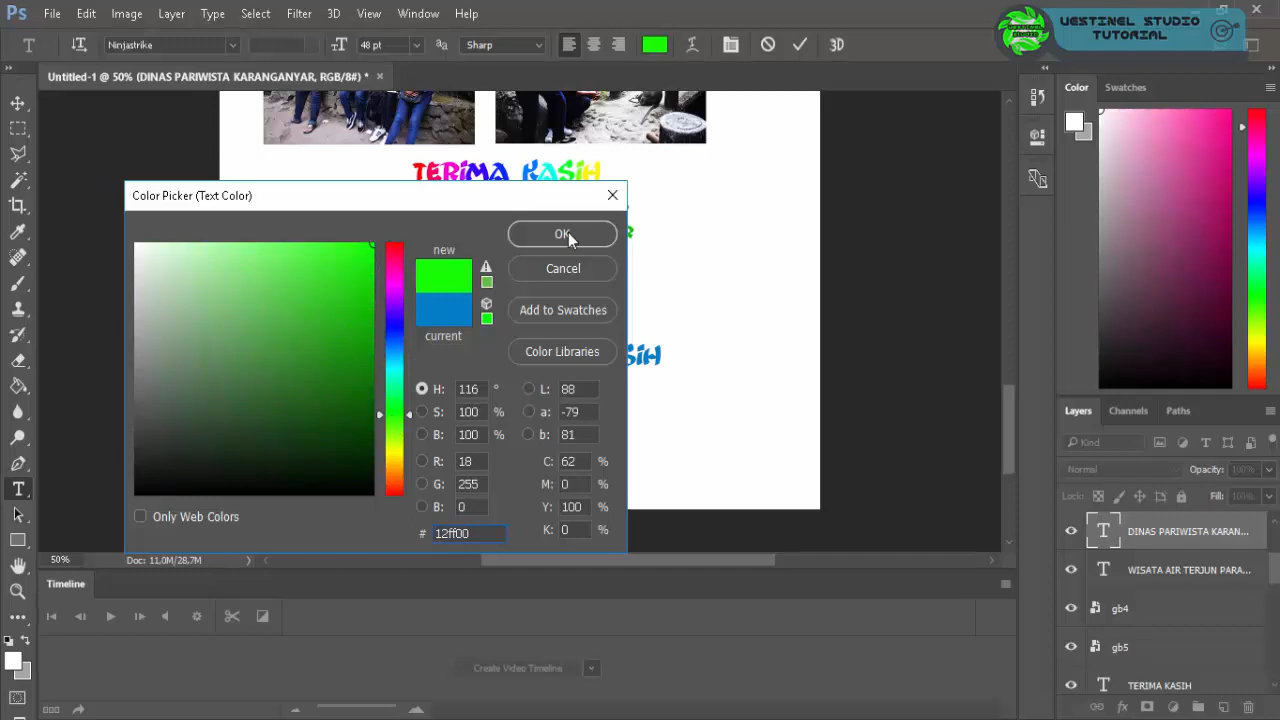 Ps File Edit Image Layer Type Select Filter 3D View Window Help
VESTINEL STUDIO
TUTORIAL
T Ninjastrike 48 pt Sharp 3D
Untitled-1 @ 50% (DINAS PARIWISTA KARANGANYAR, RGB/8#) * ×
Color Swatches
TERIMA KASIH
Color Picker (Text Color)
new
current
OK
Cancel
Add to Swatches
Color Libraries
H: 116 °
S: 100 %
B: 100 %
R: 18
G: 255
B: 0
L: 88
a: -79
b: 81
C: 62 %
M: 0 %
Y: 100 %
K: 0 %
# 12ff00
Only Web Colors
SIH
50% Doc: 11,0M/28,7M
Timeline
Create Video Timeline
Layers Channels Paths
Kind
Normal Opacity: 100%
Lock: Fill: 100%
T DINAS PARIWISTA KARAN...
T WISATA AIR TERJUN PARA...
gb4
gb5
T TERIMA KASIH